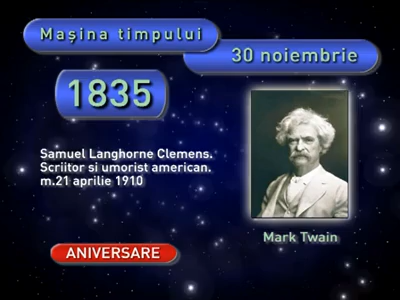 Mașina timpului
30 noiembrie
1835
Samuel Langhorne Clemens.
Scriitor si umorist american.
m.21 aprilie 1910
Mark Twain
ANIVERSARE